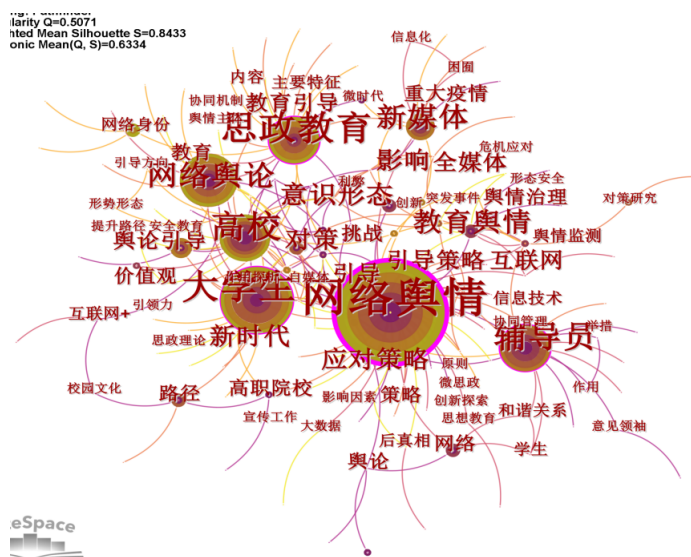 larity Q=0.5071
hted Mean Silhouette S=0.8433
onic Mean(Q, S)=0.6334
信息化
困囿
内容
主要特征
微时代
重大疫情
协同机制
教育引导
网络身份
舆情主体
思政教育
新媒体
引导方向
教育
影响
全媒体
危机应对
网络舆论
意识形态
形态安全
形势形态
创新
突发事件
舆情治理
对策研究
提升路径
安全教育
高校
对策
挑战
教育舆情
舆论引导
舆情监测
价值观
自媒体
引导
引导策略
互联网
大学生
网络舆情
信息技术
互联网+
引领力
协同管理
举措
思政理论
新时代
辅导员
应对策略
原则
校园文化
路径
高职院校
影响因素
策略
微思政
作用
创新探索
宣传工作
大数据
思想教育
和谐关系
意见领袖
后真相
网络
学生
舆论
eSpace